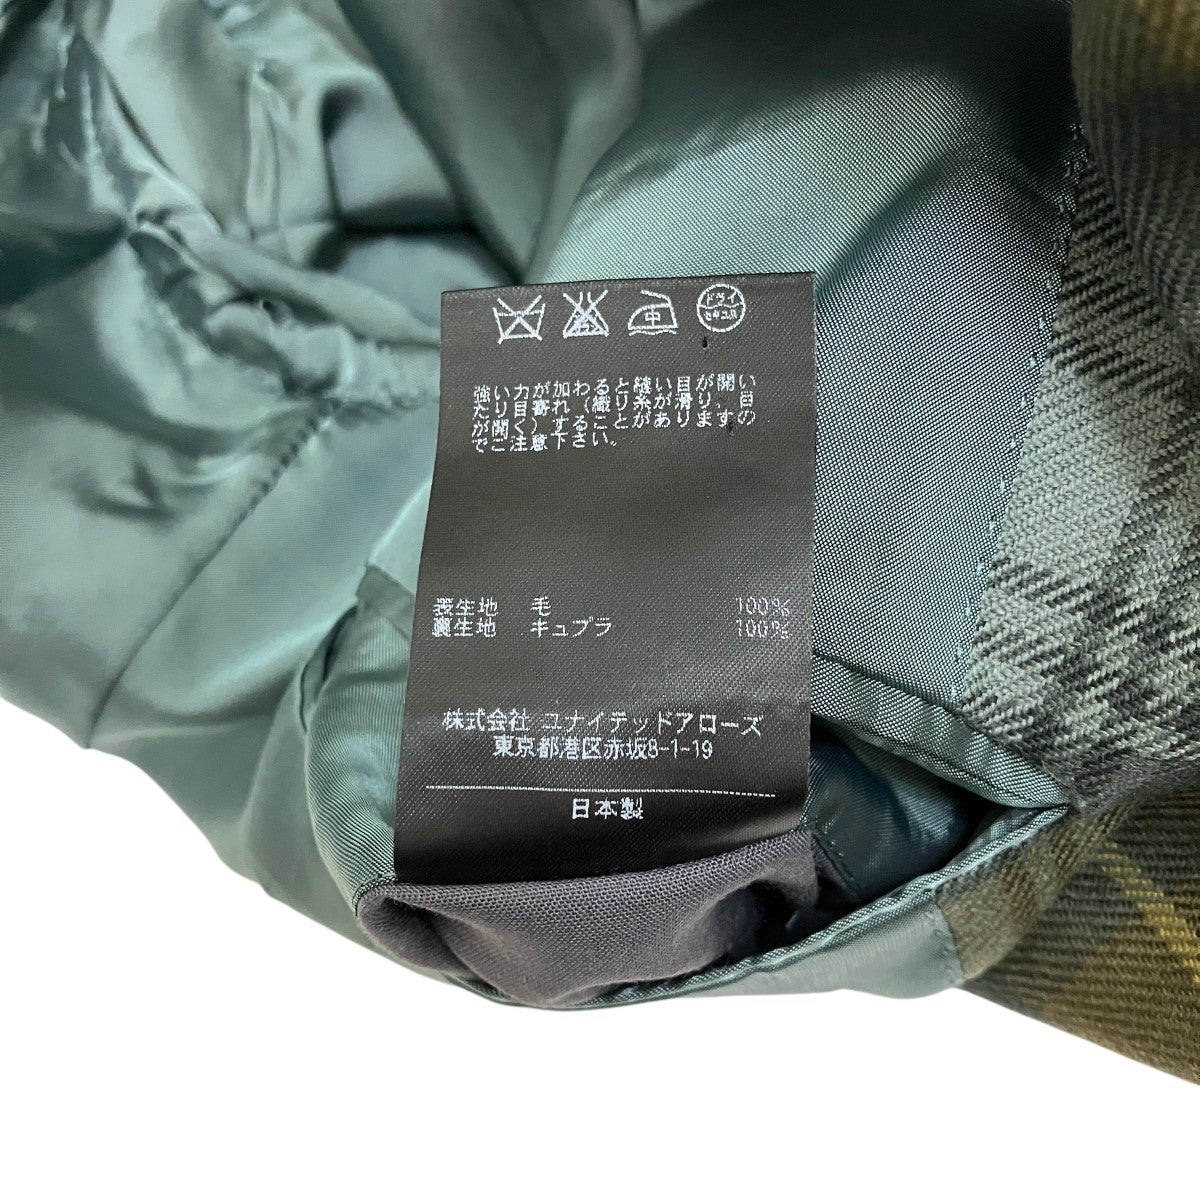 中
ドライ
セキユ系
強い力が加わると縫い目が開い
たり目寄れ(織り糸が滑り、目
が開く)することがありますの
でご注意下さい。
表生地 毛 100%
裏生地 キュプラ 100%
株式会社 ユナイテッドアローズ
東京都港区赤坂8-1-19
日本製